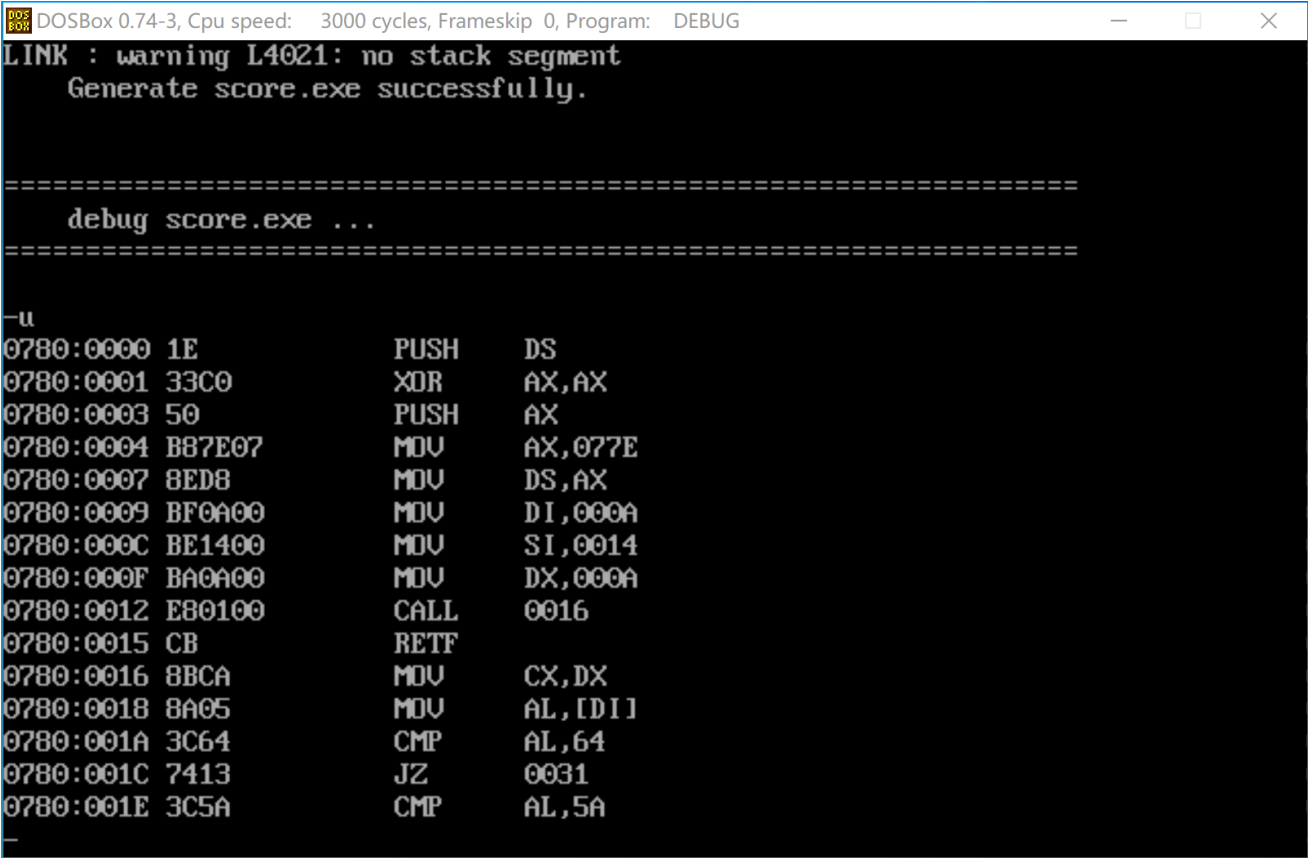 DOSBox 0.74-3, Cpu speed: 3000 cycles, Frameskip 0, Program: DEBUG
LINK : warning L4021: no stack segment
Generate score.exe successfully.
===================================================================
debug score.exe ...
===================================================================
-u
0780:0000 1E PUSH DS
0780:0001 33C0 XOR AX,AX
0780:0003 50 PUSH AX
0780:0004 B87E07 MOV AX,077E
0780:0007 8ED8 MOV DS,AX
0780:0009 BF0A00 MOV DI,000A
0780:000C BE1400 MOV SI,0014
0780:000F BA0A00 MOV DX,000A
0780:0012 E80100 CALL 0016
0780:0015 CB RETF
0780:0016 8BCA MOV CX,DX
0780:0018 8A05 MOV AL,[DI]
0780:001A 3C64 CMP AL,64
0780:001C 7413 JZ 0031
0780:001E 3C5A CMP AL,5A
-